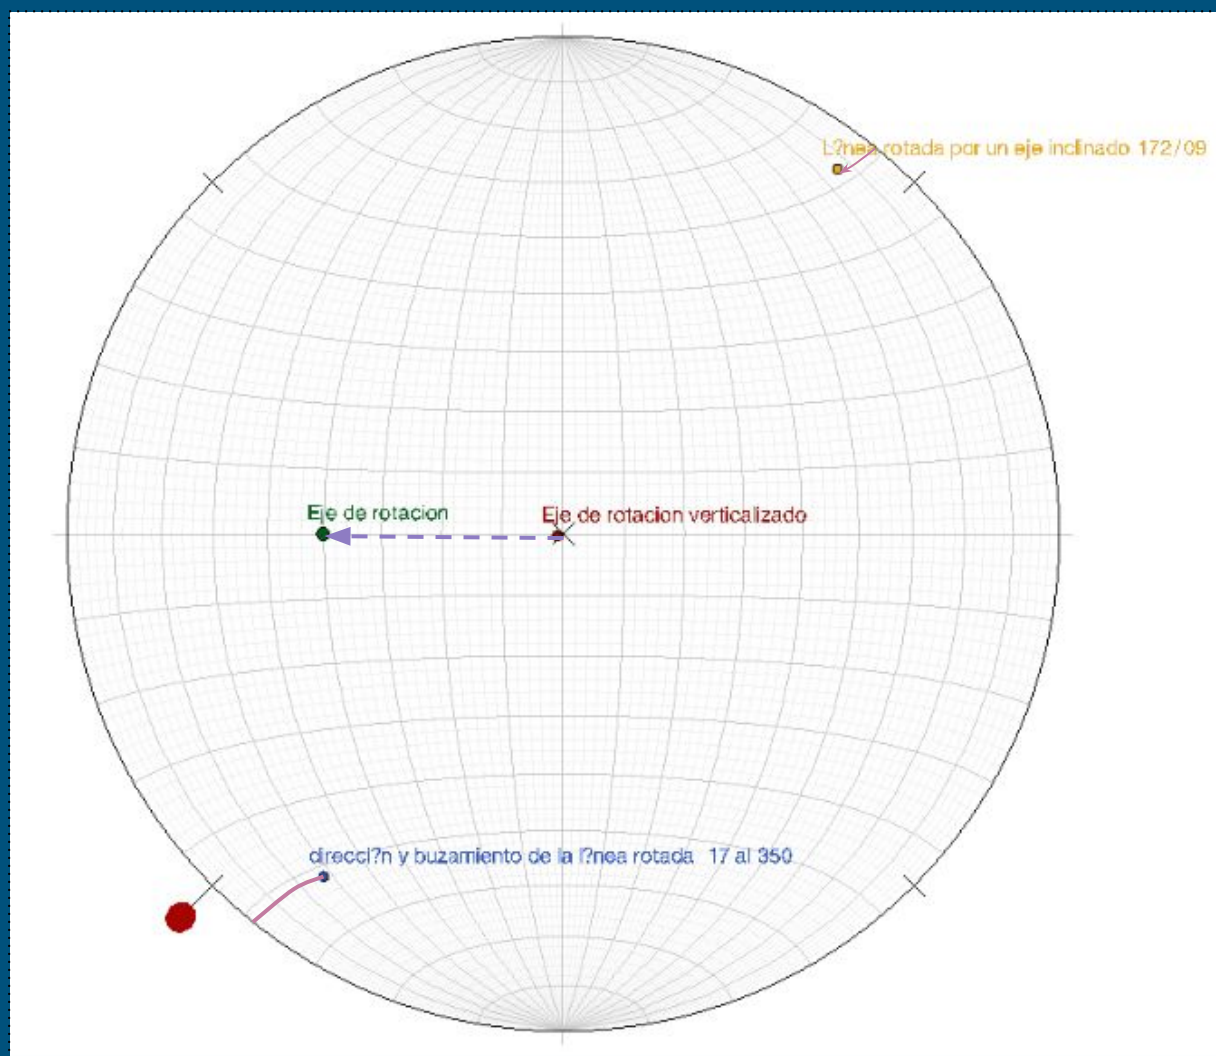 L?nea rotada por un eje inclinado 172/09
Eje de rotacion
Eje de rotacion verticalizado
direcci?n y buzamiento de la l?nea rotada 17 al 350